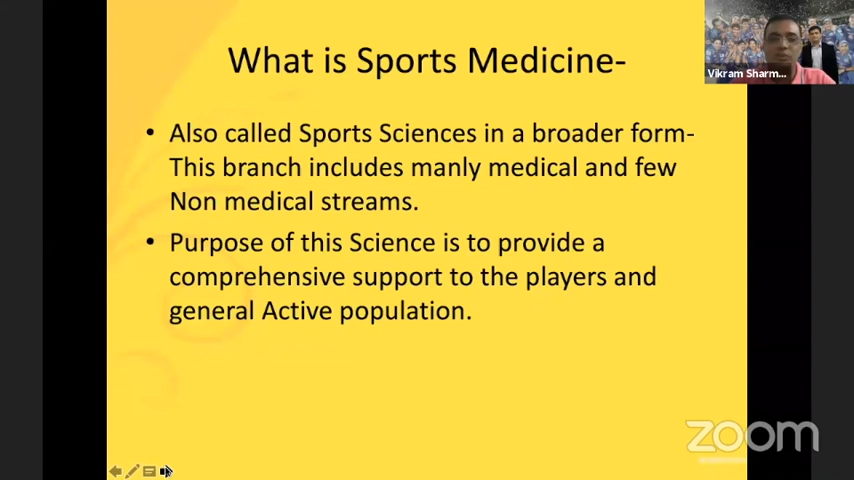 What is Sports Medicine-
Vikram Sharm...
• Also called Sports Sciences in a broader form-
This branch includes manly medical and few
Non medical streams.
• Purpose of this Science is to provide a
comprehensive support to the players and
general Active population.
zoom